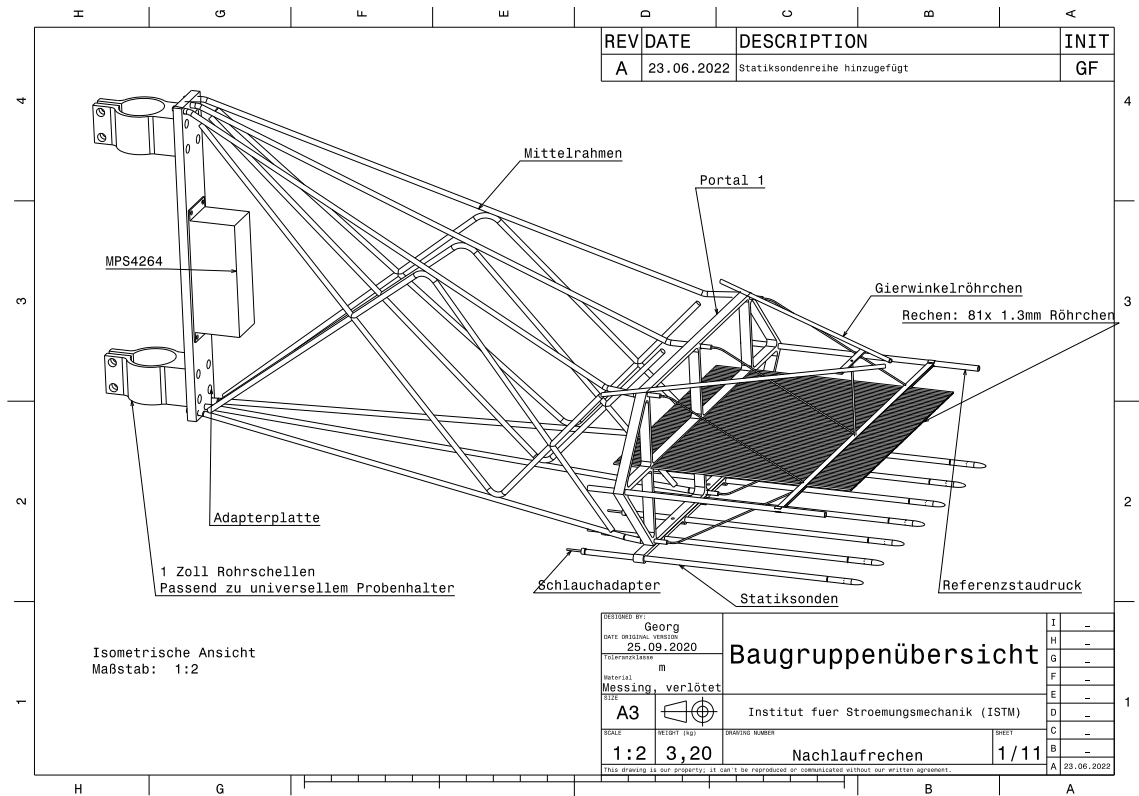 H G F E D C B A
REV DATE DESCRIPTION INIT
A 23.06.2022 Statiksondenreihe hinzugefügt GF
4 4
Mittelrahmen
Portal 1
MPS4264
Gierwinkelröhrchen
3 3
Rechen: 81x 1.3mm Röhrchen
2 2
Adapterplatte
1 Zoll Rohrschellen
Passend zu universellem Probenhalter
Schlauchadapter
Statiksonden
Referenzstaudruck
Isometrische Ansicht
Maßstab: 1:2
DESIGNED BY:
Georg
DATE ORIGINAL VERSION
25.09.2020
Toleranzklasse
m
Material
Messing, verlötet
Baugruppenübersicht
SIZE
A3
Institut fuer Stroemungsmechanik (ISTM)
SCALE
1:2
WEIGHT (kg)
3,20
DRAWING NUMBER
Nachlaufrechen
SHEET
1/11
This drawing is our property; it can't be reproduced or communicated without our written agreement.
I _
H _
G _
F _
E _
D _
C _
B _
A 23.06.2022
1 1
H G B A